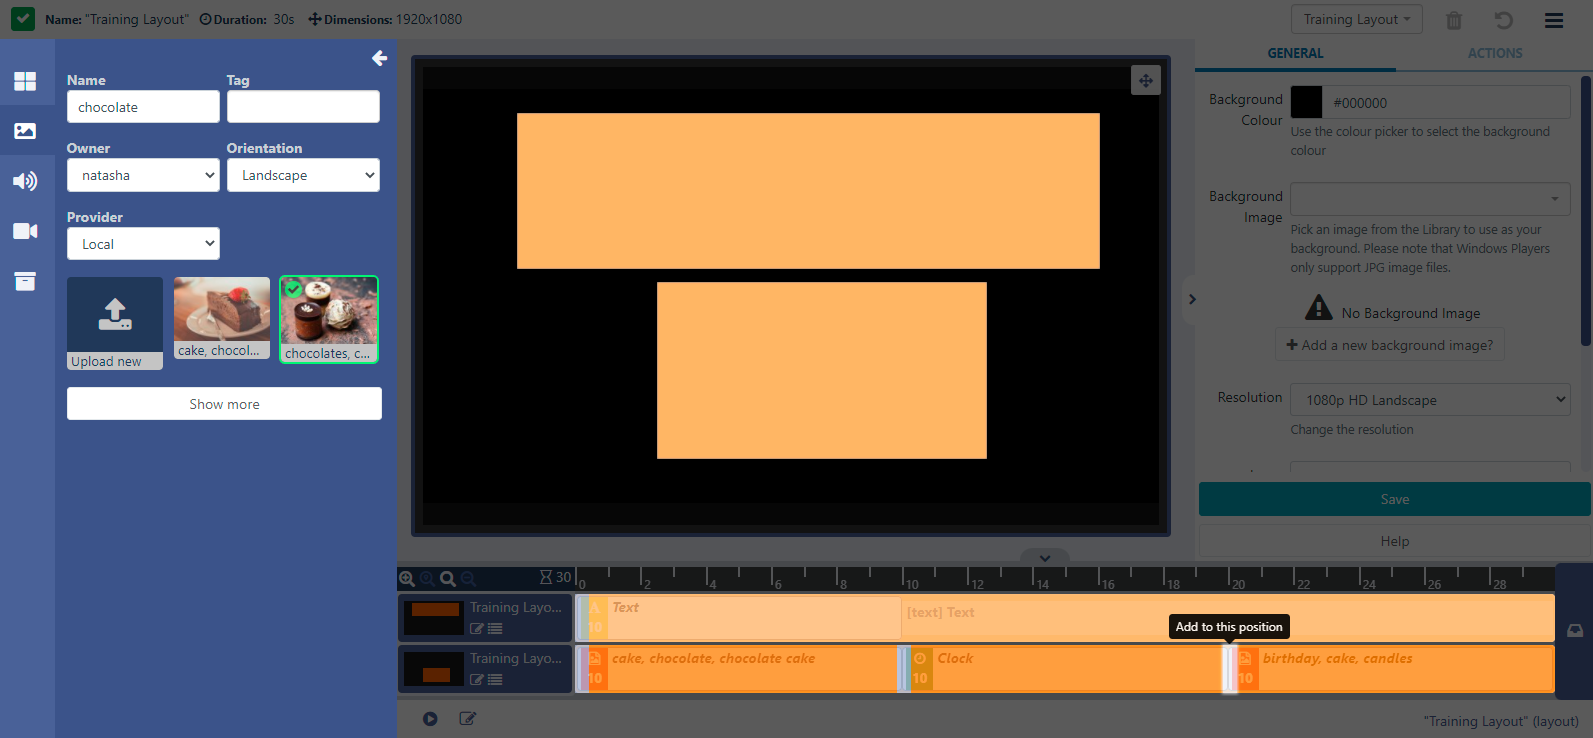 Name: "Training Layout" Duration: 30s Dimensions: 1920x1080
Training Layout
Name
Tag
chocolate
Owner
Orientation
natasha
Landscape
Provider
Local
Upload new
cake, chocol...
chocolates, c...
Show more
GENERAL
ACTIONS
Background Colour
#000000
Use the colour picker to select the background
colour
Background Image
Pick an image from the Library to use as your
background. Please note that Windows Players
only support JPG image files.
No Background Image
Add a new background image?
Resolution
1080p HD Landscape
Change the resolution
Save
Help
30
0 2 4 6 8 10 12 14 16 18 20 22 24 26 28
Training Layo...
Text
10
[text] Text
Add to this position
Training Layo...
cake, chocolate, chocolate cake
10
Clock
10
birthday, cake, candles
10
"Training Layout" (layout)